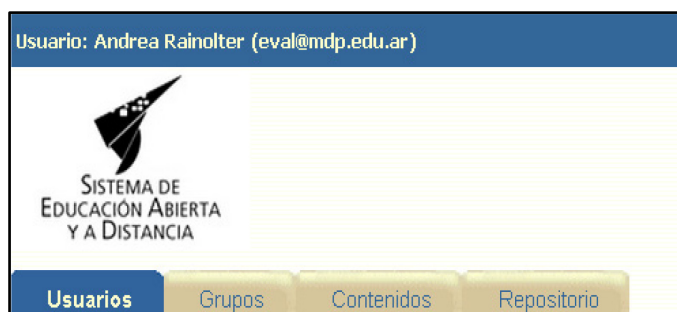 Usuario: Andrea Rainolter (eval@mdp.edu.ar)
SISTEMA DE
EDUCACIÓN ABIERTA
Y A DISTANCIA
Usuarios Grupos Contenidos Repositorio